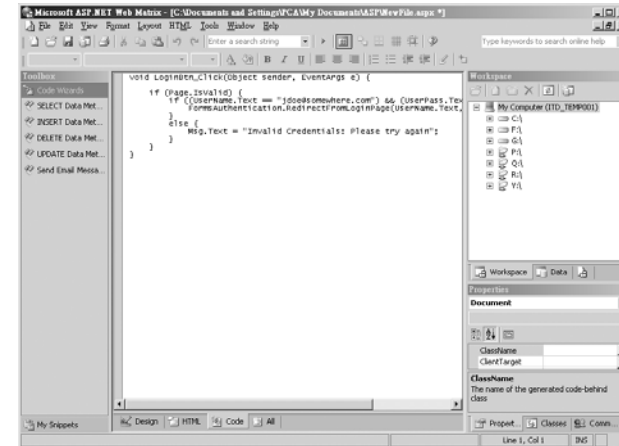 Microsoft ASP.NET Web Matrix - [C:\Documents and Settings\PCA\My Documents\ASP\NewFile.aspx *]
File Edit View Format Layout HTML Tools Window Help
Enter a search string
Type keywords to search online help
Toolbox
Code Wizards
SELECT Data Met...
INSERT Data Met...
DELETE Data Met...
UPDATE Data Met...
Send Email Messa...
My Snippets
void LoginBtn_Click(Object sender, EventArgs e) {
if (Page.IsValid) {
if ((UserName.Text == "jdoe@somewhere.com") && (UserPass.Tex
FormsAuthentication.RedirectFromLoginPage(UserName.Text,
}
else {
Msg.Text = "Invalid Credentials: Please try again";
}
}
}
Design HTML Code All
Workspace
My Computer (ITD_TEMP001)
C:\
F:\
G:\
P:\
Q:\
R:\
Y:\
Workspace Data
Properties
Document
ClassName
ClientTarget
ClassName
The name of the generated code-behind
class
Propert... Classes Comm...
Line 1, Col 1 INS